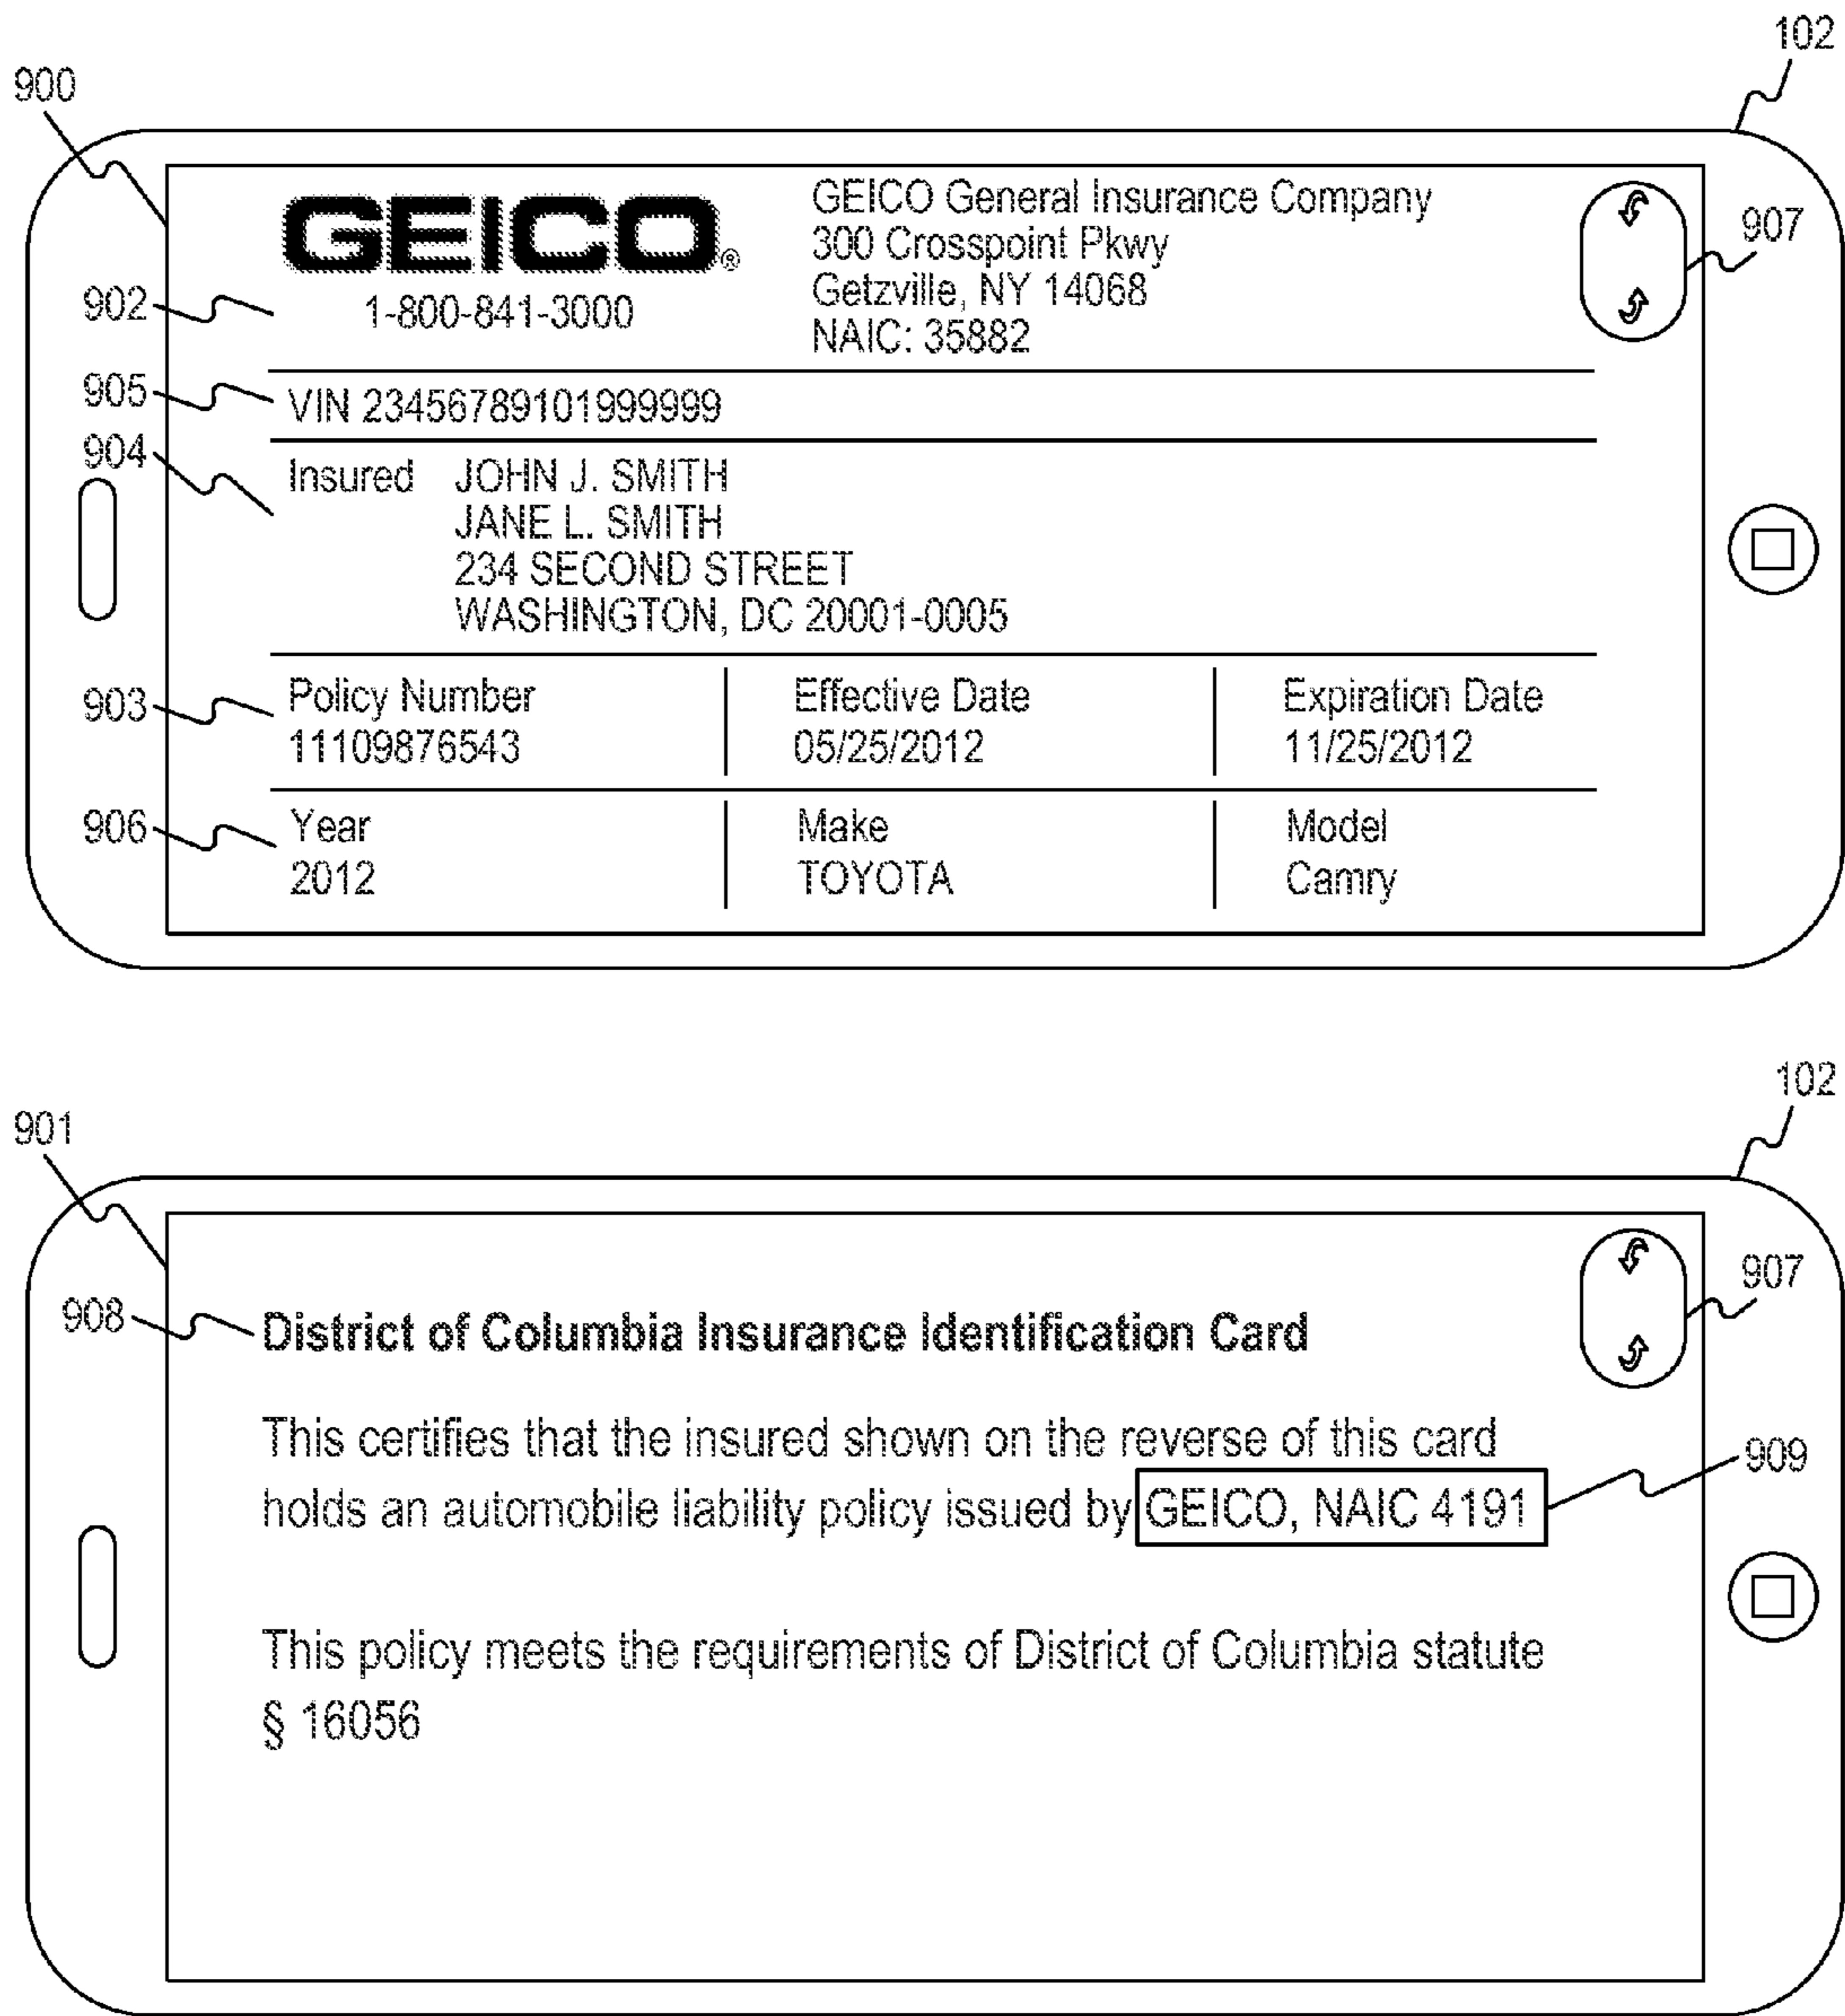 102
900
GEICO®
1-800-841-3000
GEICO General Insurance Company
300 Crosspoint Pkwy
Getzville, NY 14068
NAIC: 35882
907
902
905
VIN 23456789101999999
904
Insured JOHN J. SMITH
JANE L. SMITH
234 SECOND STREET
WASHINGTON, DC 20001-0005
903
Policy Number Effective Date Expiration Date
11109876543 05/25/2012 11/25/2012
906
Year Make Model
2012 TOYOTA Camry
102
901
907
908
District of Columbia Insurance Identification Card
This certifies that the insured shown on the reverse of this card
holds an automobile liability policy issued by GEICO, NAIC 4191
909
This policy meets the requirements of District of Columbia statute
§ 16056